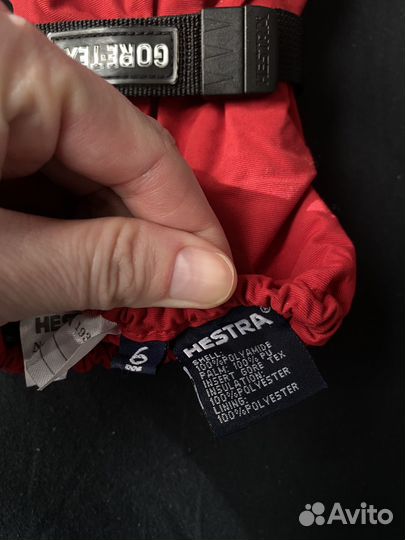 GORE-TEX
HE
N
6
HESTRA®
SHELL:
100%POLYAMIDE
PALM: 100% PU
INSERT GORE TEX
INSULATION:
100%POLYESTER
LINING:
100%POLYESTER
Avito